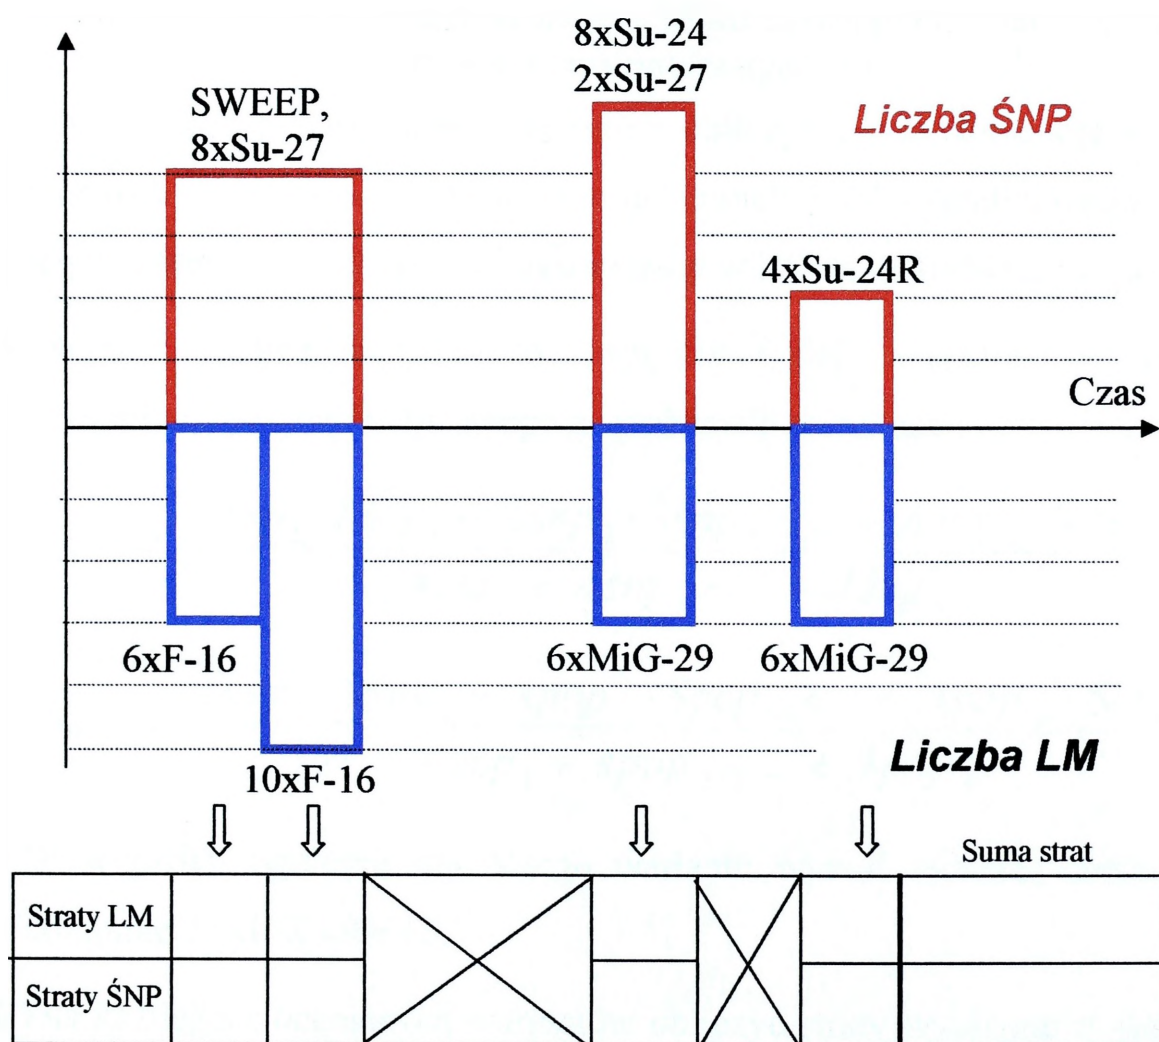 8xSu-24
2xSu-27
SWEEP,
8xSu-27
Liczba ŚNP
4xSu-24R
Czas
6xF-16
6xMiG-29
6xMiG-29
10xF-16
Liczba LM
Suma strat
Straty LM
Straty ŚNP